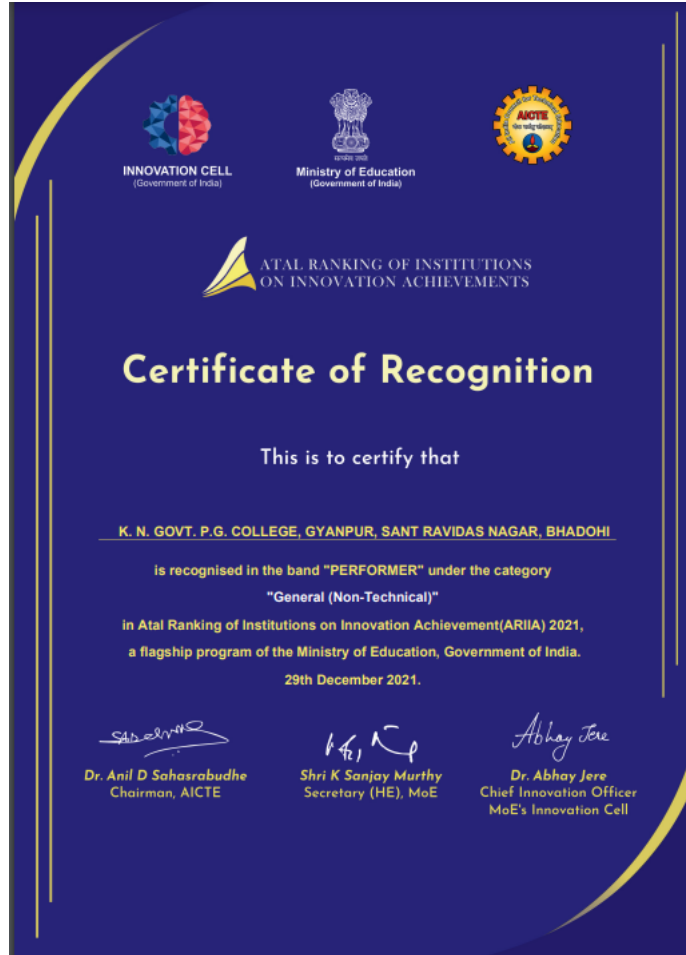 INNOVATION CELL
(Government of India)
सत्यमेव जयते
Ministry of Education
(Government of India)
AICTE
ATAL RANKING OF INSTITUTIONS
ON INNOVATION ACHIEVEMENTS
Certificate of Recognition
This is to certify that
K. N. GOVT. P.G. COLLEGE, GYANPUR, SANT RAVIDAS NAGAR, BHADOHI
is recognised in the band "PERFORMER" under the category
"General (Non-Technical)"
in Atal Ranking of Institutions on Innovation Achievement(ARIIA) 2021,
a flagship program of the Ministry of Education, Government of India.
29th December 2021.
Abhay Jere
Dr. Anil D Sahasrabudhe
Chairman, AICTE
Shri K Sanjay Murthy
Secretary (HE), MoE
Dr. Abhay Jere
Chief Innovation Officer
MoE's Innovation Cell